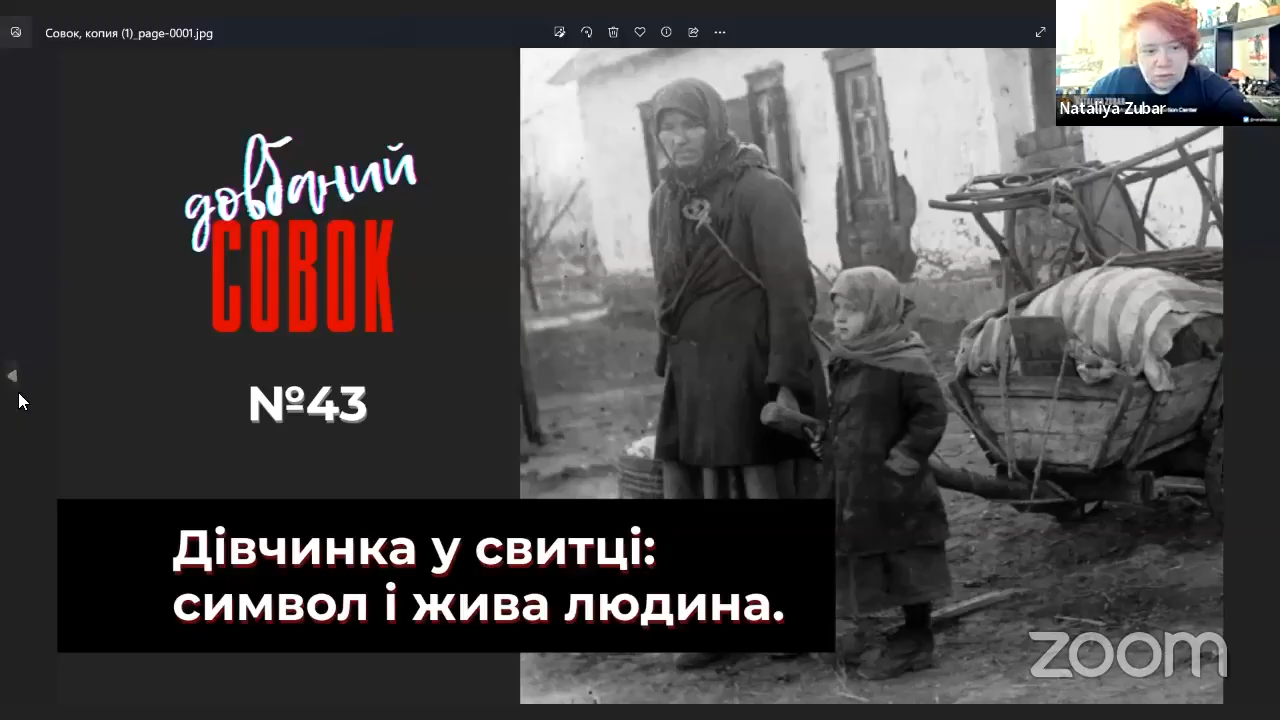 Совок, копия (1)_page-0001.jpg
Nataliya Zubar
довбаний
СОВОК
№43
Дівчинка у свитці:
символ і жива людина.
zoom